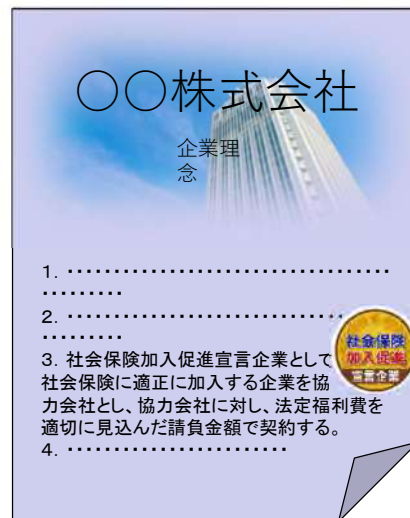 ○○株式会社
企業理
念
1. ・・・・・・・・・・・・・・・・・・・・・・・・・・・・・・・・・・・
・・・・・・・・・
2. ・・・・・・・・・・・・・・・・・・・・・・・・・・・・・・
・・・・・・・・・
3. 社会保険加入促進宣言企業として
社会保険に適正に加入する企業を協
力会社とし、協力会社に対し、法定福利費を
適切に見込んだ請負金額で契約する。
4. ・・・・・・・・・・・・・・・・・・・・・・・・
社会保険
加入促進
宣言企業